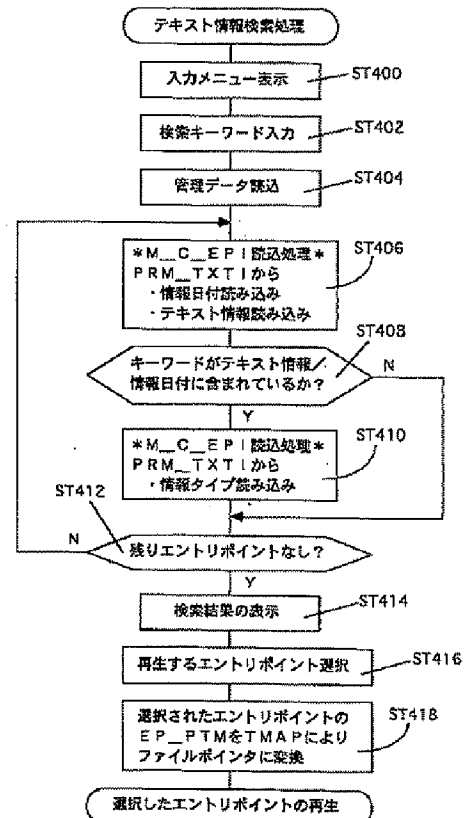 テキスト情報検索処理
入力メニュー表示
ST400
検索キーワード入力
ST402
管理データ読込
ST404
＊M＿C＿EPI読込処理＊
PRM＿TXTIから
・情報日付読み込み
・テキスト情報読み込み
ST406
キーワードがテキスト情報／
情報日付に含まれているか？
ST408
N
Y
＊M＿C＿EPI読込処理＊
PRM＿TXTIから
・情報タイプ読み込み
ST410
ST412
N
残りエントリポイントなし？
Y
検索結果の表示
ST414
再生するエントリポイント選択
ST416
選択されたエントリポイントの
EP＿PTMをTMAPにより
ファイルポインタに変換
ST418
選択したエントリポイントの再生